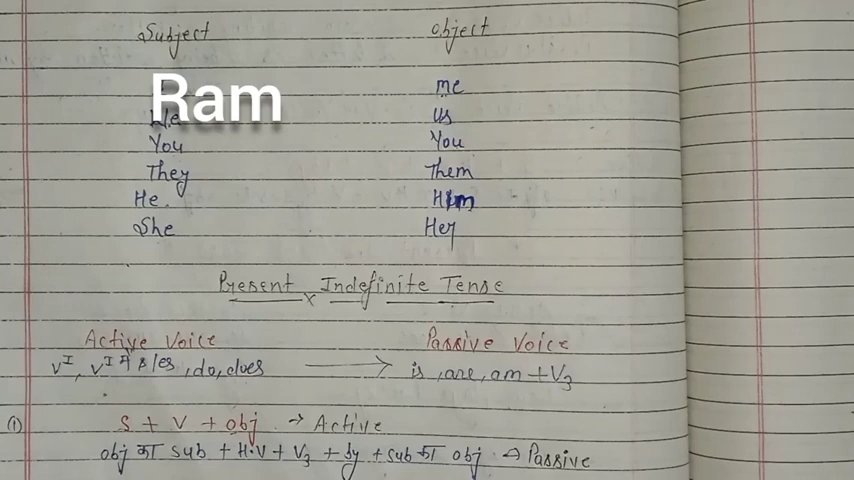 Subject Object
me
Ram
We Us
You You
They Them
He. Him
She Her
Present Indefinite Tense
Active Voice Passive Voice
V^I, V^I में s/es, do, does → is, are, am + V3
(1) S + V + obj → Active
obj का sub + H.V + V3 + by + sub का obj → Passive